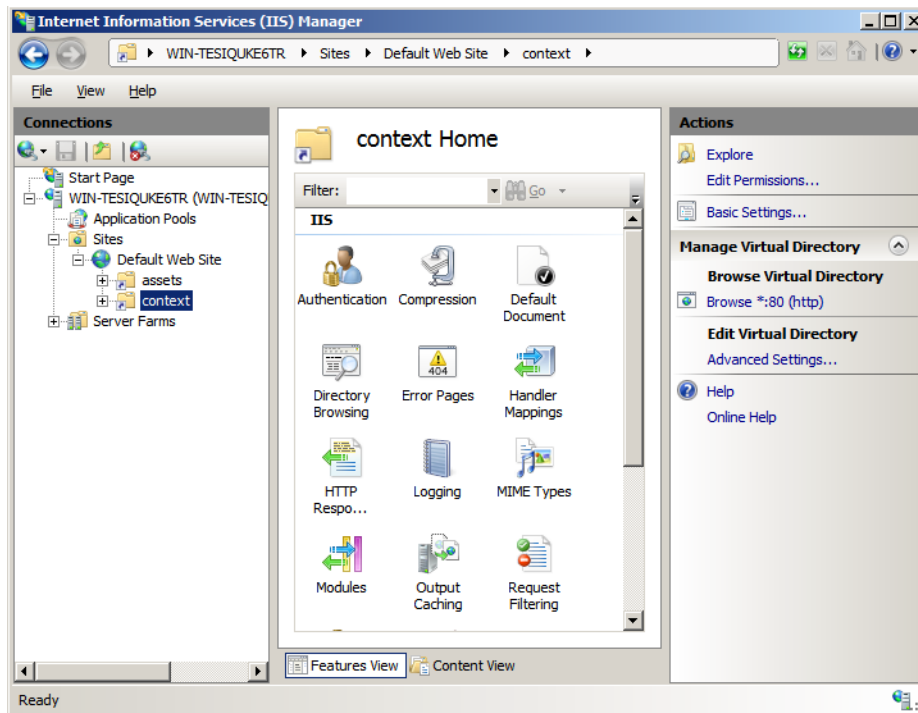 Internet Information Services (IIS) Manager
WIN-TESIQUKE6TR Sites Default Web Site context
File View Help
Connections
Start Page
WIN-TESIQUKE6TR (WIN-TESIQ
Application Pools
Sites
Default Web Site
assets
context
Server Farms
context Home
Filter: Go
IIS
Authentication Compression Default Document
Directory Browsing Error Pages Handler Mappings
404
HTTP Respo... Logging MIME Types
Modules Output Caching Request Filtering
Features View Content View
Actions
Explore
Edit Permissions...
Basic Settings...
Manage Virtual Directory
Browse Virtual Directory
Browse *:80 (http)
Edit Virtual Directory
Advanced Settings...
Help
Online Help
Ready